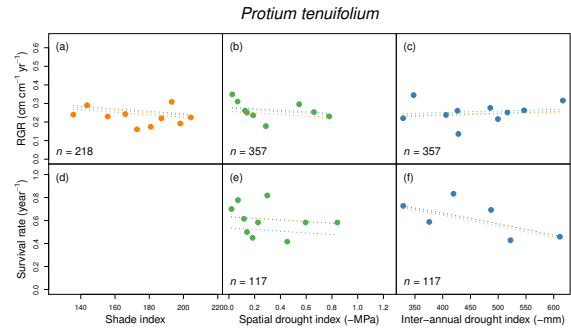 Protium tenuifolium
(a) (b) (c)
RGR (cm cm⁻¹ yr⁻¹)
0.0 0.1 0.2 0.3 0.4 0.5 0.6
n = 218 n = 357 n = 357
(d) (e) (f)
Survival rate (year⁻¹)
0.0 0.2 0.4 0.6 0.8 1.0
n = 117 n = 117
140 160 180 200 220 0.0 0.2 0.4 0.6 0.8 1.0 350 400 450 500 550 600
Shade index Spatial drought index (−MPa) Inter−annual drought index (−mm)